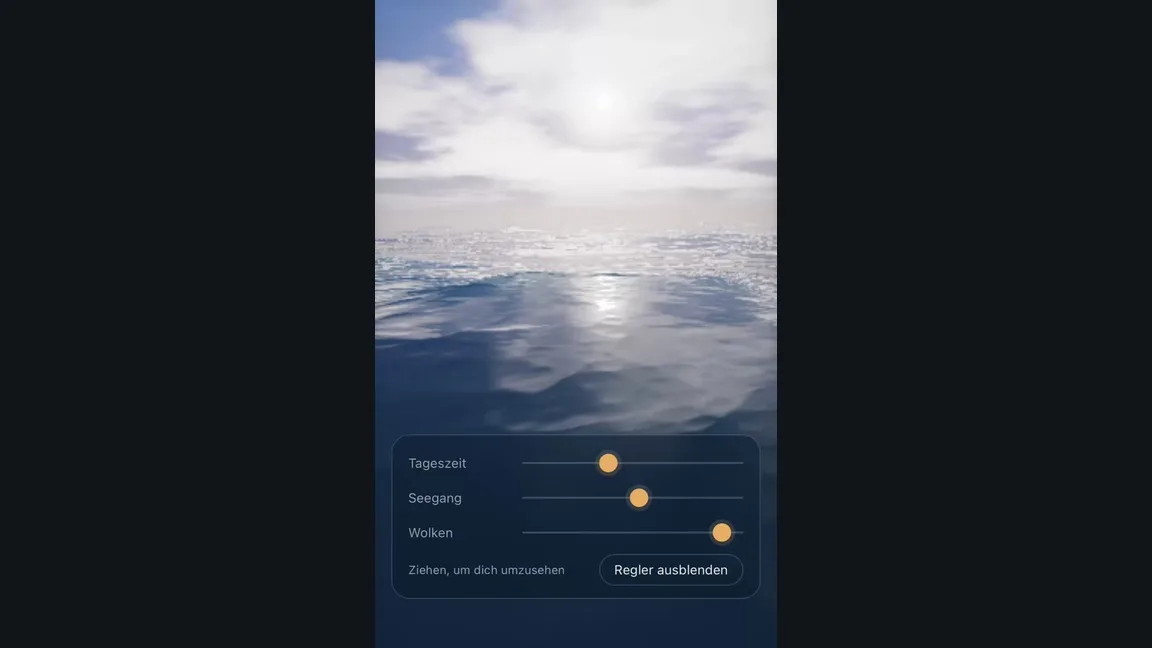 Tageszeit
Seegang
Wolken
Ziehen, um dich umzusehen
Regler ausblenden